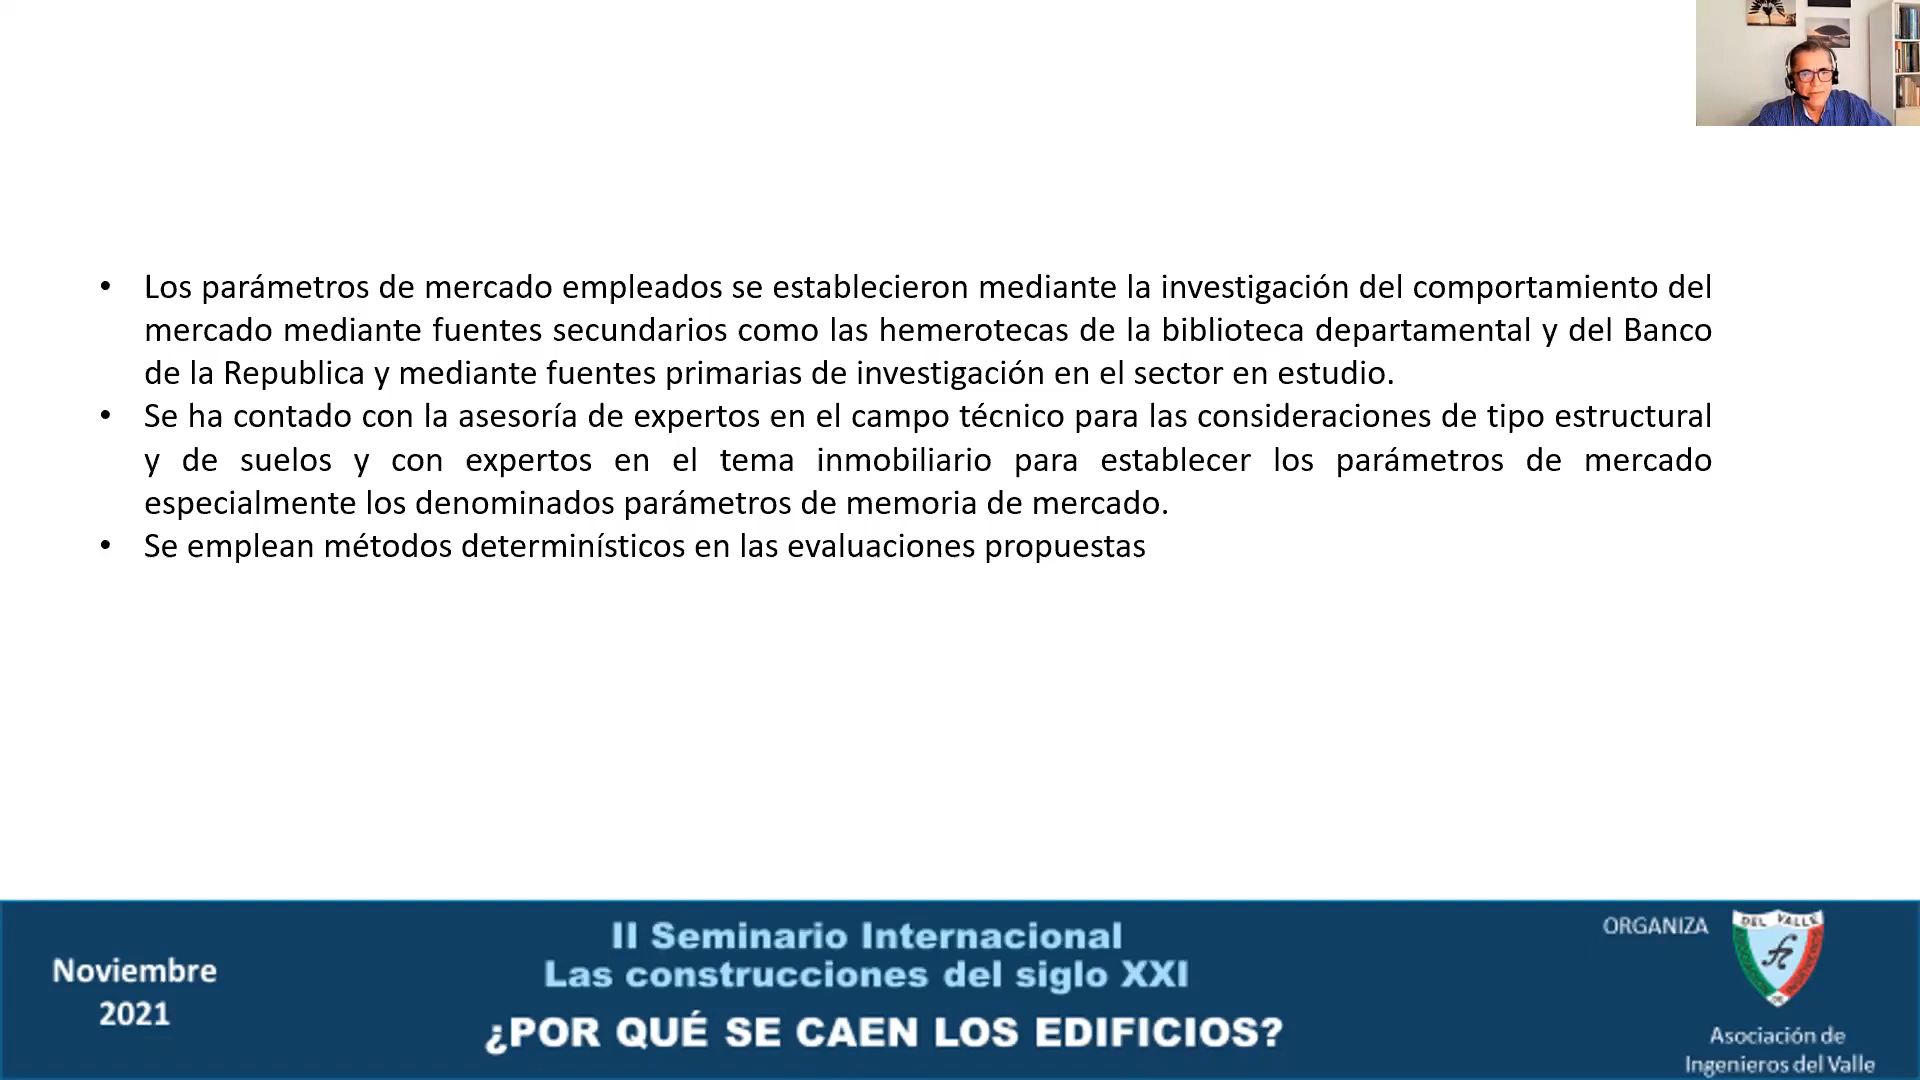 • Los parámetros de mercado empleados se establecieron mediante la investigación del comportamiento del
mercado mediante fuentes secundarios como las hemerotecas de la biblioteca departamental y del Banco
de la Republica y mediante fuentes primarias de investigación en el sector en estudio.
• Se ha contado con la asesoría de expertos en el campo técnico para las consideraciones de tipo estructural
y de suelos y con expertos en el tema inmobiliario para establecer los parámetros de mercado
especialmente los denominados parámetros de memoria de mercado.
• Se emplean métodos determinísticos en las evaluaciones propuestas
Noviembre
2021
II Seminario Internacional
Las construcciones del siglo XXI
¿POR QUÉ SE CAEN LOS EDIFICIOS?
ORGANIZA
DEL VALLE
Asociación de
Ingenieros del Valle